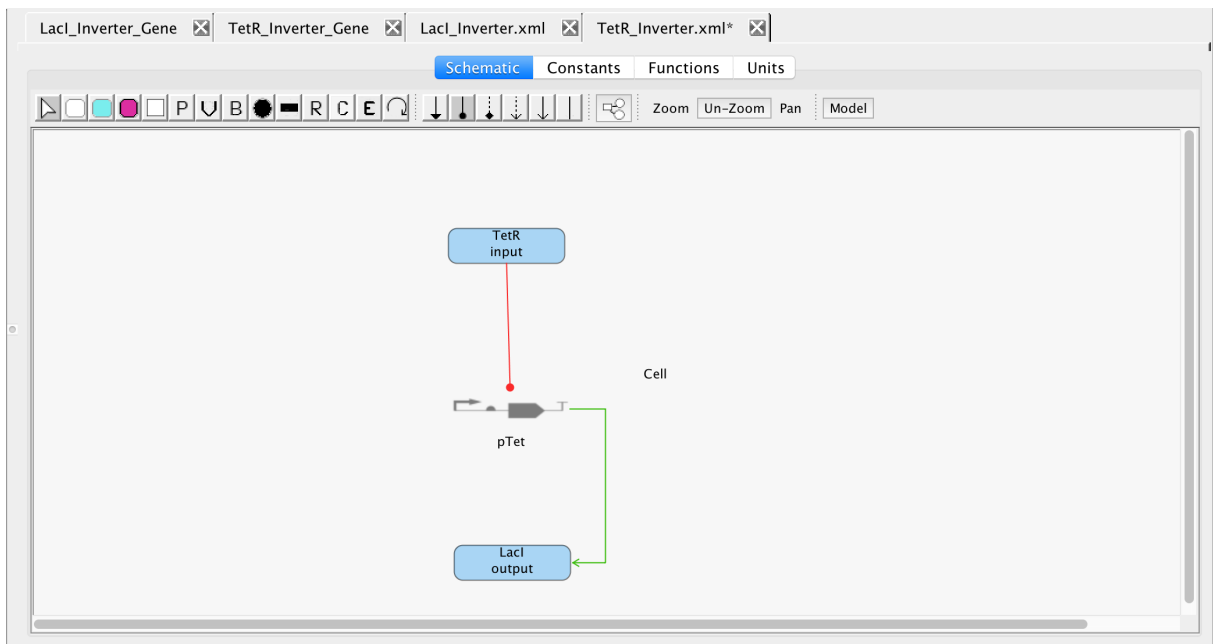 LacI_Inverter_Gene TetR_Inverter_Gene LacI_Inverter.xml TetR_Inverter.xml*
Schematic Constants Functions Units
P V B R C E Zoom Un-Zoom Pan Model
TetR
input
Cell
pTet
LacI
output